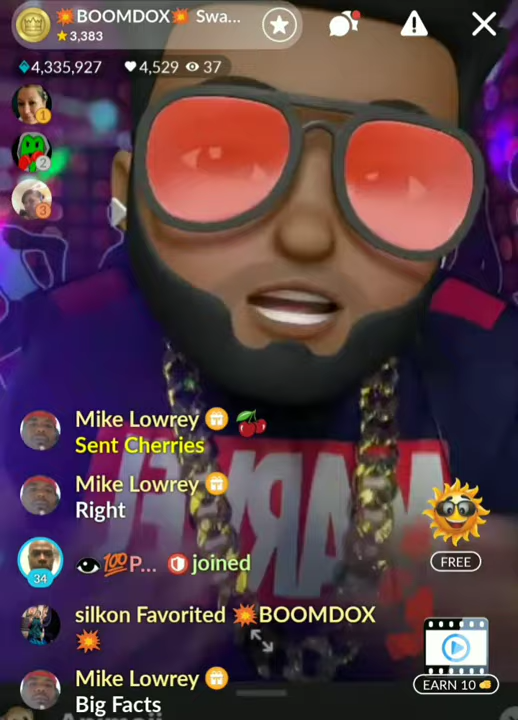 💥BOOMDOX💥 Swa...
3,383
4,335,927 4,529 37
1
2
3
Mike Lowrey
Sent Cherries
Mike Lowrey
Right
34
💯P... joined
silkon Favorited 💥BOOMDOX
💥
Mike Lowrey
Big Facts
FREE
EARN 10